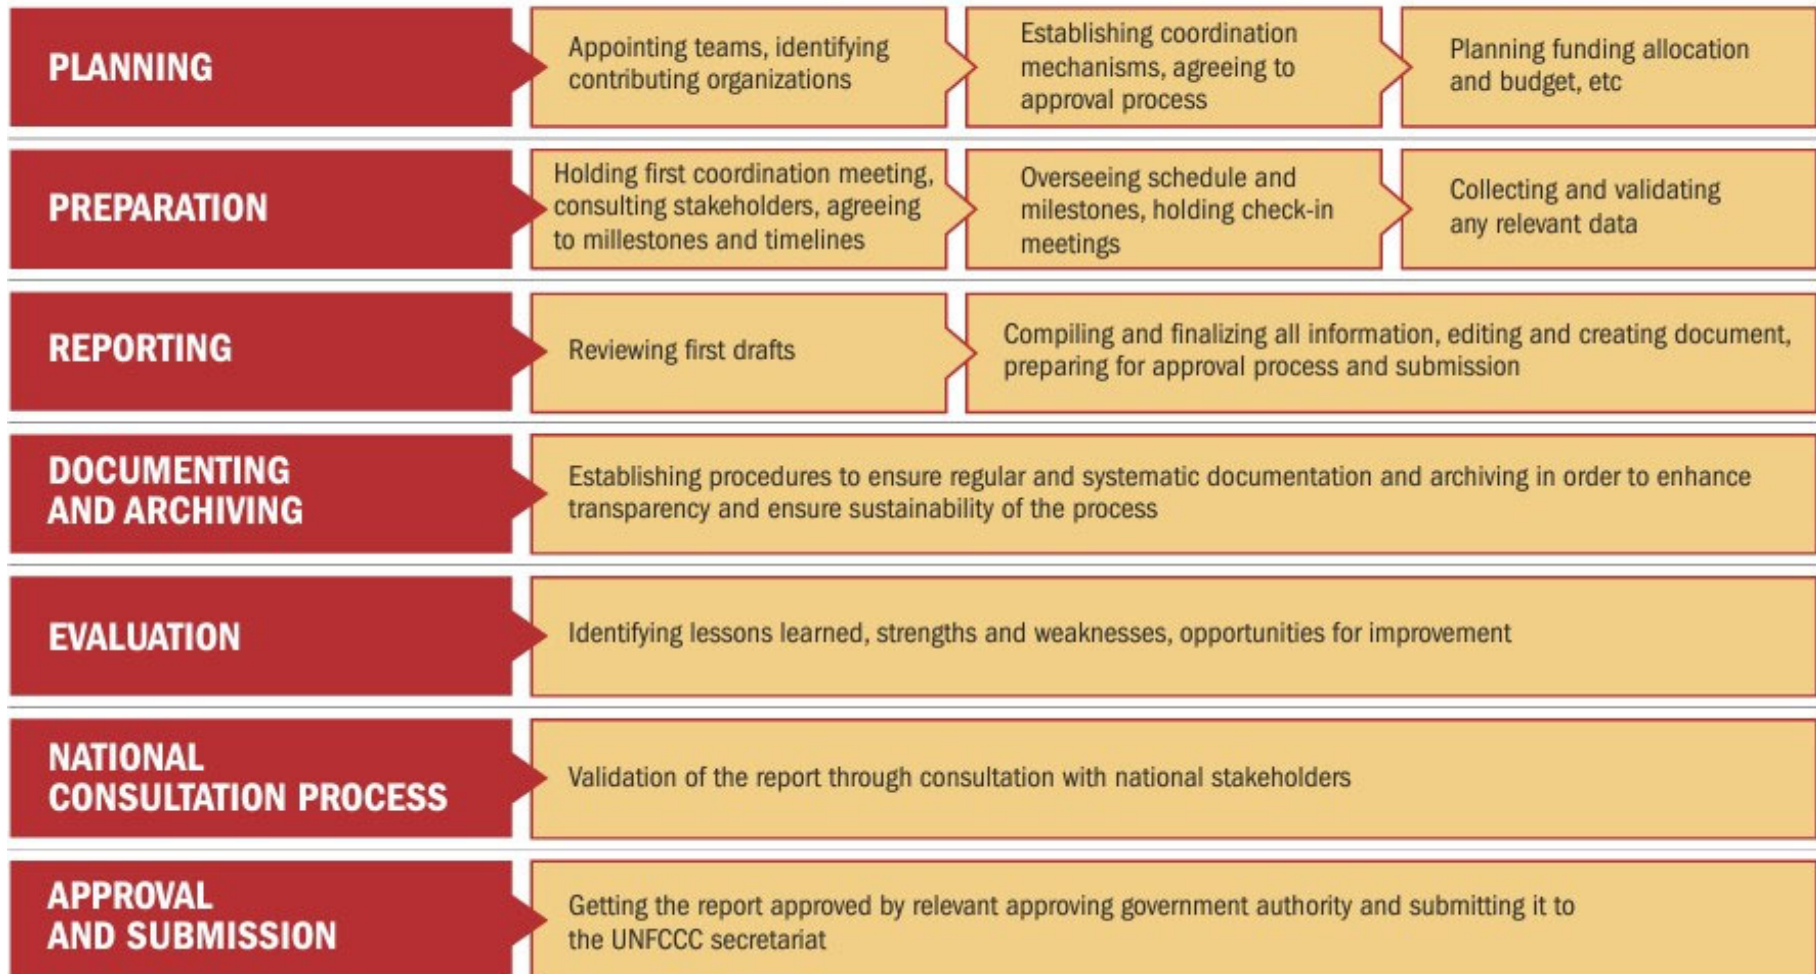 PLANNING
Appointing teams, identifying
contributing organizations
Establishing coordination
mechanisms, agreeing to
approval process
Planning funding allocation
and budget, etc
PREPARATION
Holding first coordination meeting,
consulting stakeholders, agreeing
to millestones and timelines
Overseeing schedule and
milestones, holding check-in
meetings
Collecting and validating
any relevant data
REPORTING
Reviewing first drafts
Compiling and finalizing all information, editing and creating document,
preparing for approval process and submission
DOCUMENTING
AND ARCHIVING
Establishing procedures to ensure regular and systematic documentation and archiving in order to enhance
transparency and ensure sustainability of the process
EVALUATION
Identifying lessons learned, strengths and weaknesses, opportunities for improvement
NATIONAL
CONSULTATION PROCESS
Validation of the report through consultation with national stakeholders
APPROVAL
AND SUBMISSION
Getting the report approved by relevant approving government authority and submitting it to
the UNFCCC secretariat